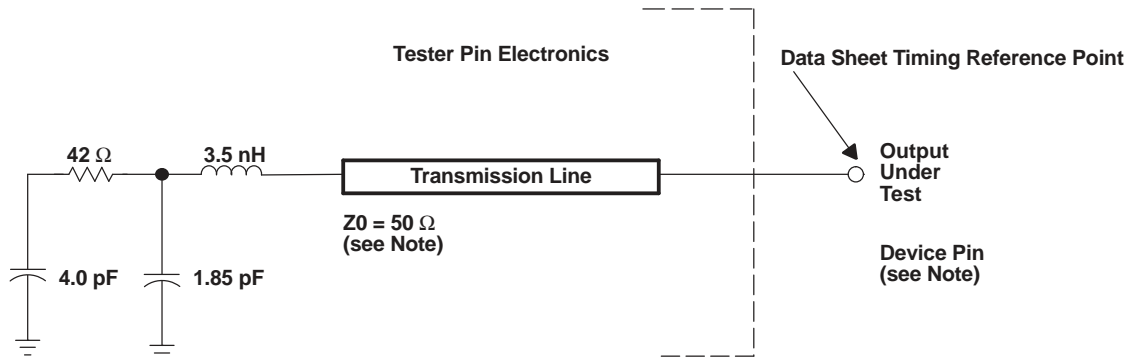 Tester Pin Electronics
Data Sheet Timing Reference Point
42 Ω
3.5 nH
Transmission Line
Output
Under
Test
Z0 = 50 Ω
(see Note)
Device Pin
(see Note)
4.0 pF
1.85 pF